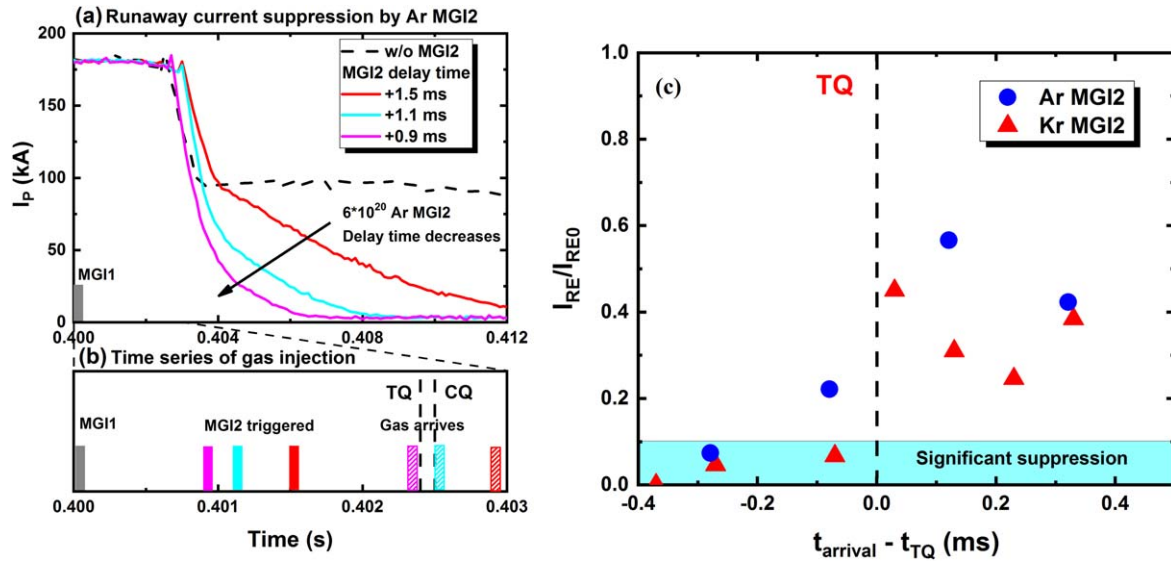 (a) Runaway current suppression by Ar MGI2
200
150
100
50
0
I_P (kA)
w/o MGI2
MGI2 delay time
+1.5 ms
+1.1 ms
+0.9 ms
6*10^20 Ar MGI2
Delay time decreases
MGI1
0.400
0.404
0.408
0.412
(b) Time series of gas injection
TQ
CQ
MGI1
MGI2 triggered
Gas arrives
0.400
0.401
0.402
0.403
Time (s)
(c)
TQ
Ar MGI2
Kr MGI2
1.0
0.8
0.6
0.4
0.2
0.0
I_RE/I_RE0
Significant suppression
-0.4
-0.2
0.0
0.2
0.4
t_arrival - t_TQ (ms)